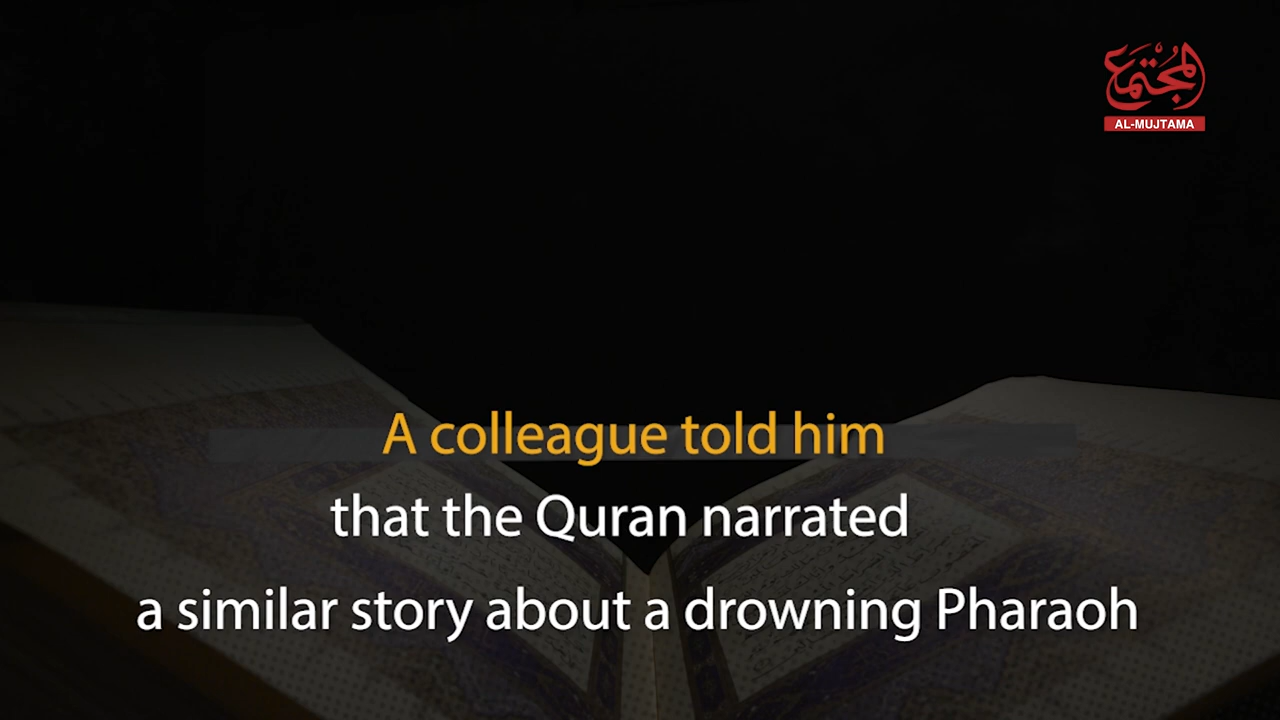 المجتمع
AL-MUJTAMA
A colleague told him
that the Quran narrated
a similar story about a drowning Pharaoh